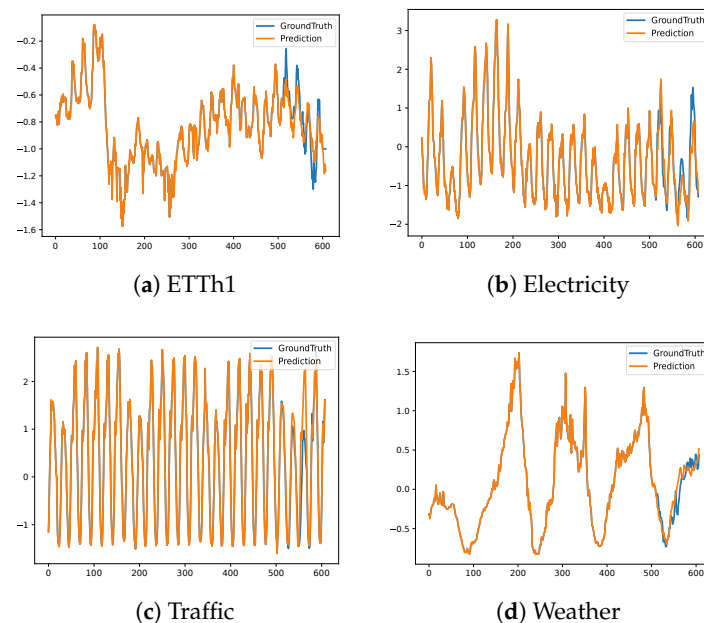 GroundTruth
Prediction
−0.2
−0.4
−0.6
−0.8
−1.0
−1.2
−1.4
−1.6
0 100 200 300 400 500 600
(a) ETTh1
GroundTruth
Prediction
3
2
1
0
−1
−2
0 100 200 300 400 500 600
(b) Electricity
GroundTruth
Prediction
2
1
0
−1
0 100 200 300 400 500 600
(c) Traffic
GroundTruth
Prediction
1.5
1.0
0.5
0.0
−0.5
0 100 200 300 400 500 600
(d) Weather